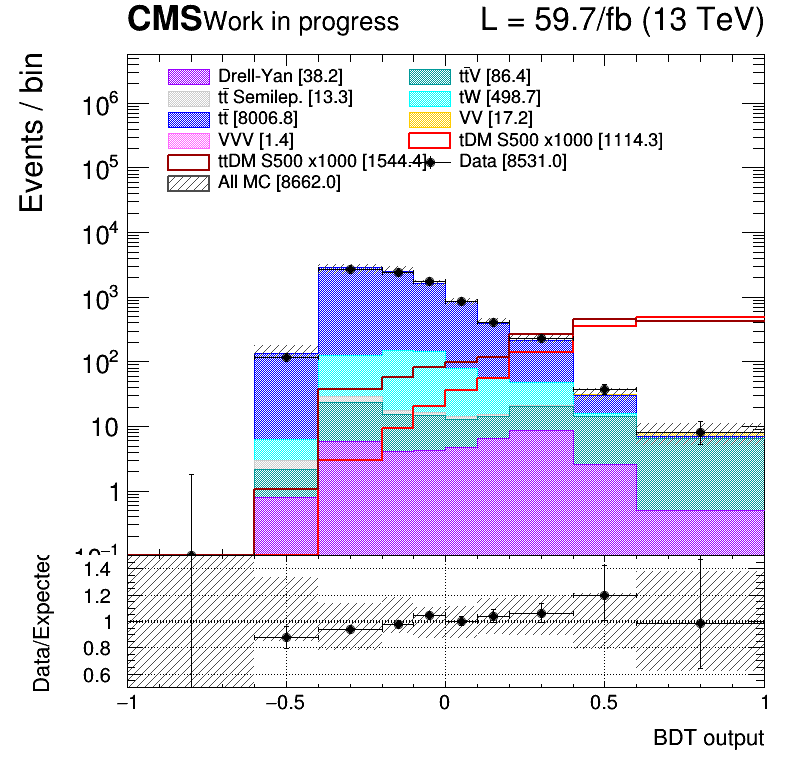 CMS Work in progress L = 59.7/fb (13 TeV)
Events / bin
Drell-Yan [38.2] tt̄V [86.4]
tt̄ Semilep. [13.3] tW [498.7]
tt̄ [8006.8] VV [17.2]
VVV [1.4] tDM S500 x1000 [1114.3]
ttDM S500 x1000 [1544.4] Data [8531.0]
All MC [8662.0]
10⁶
10⁵
10⁴
10³
10²
10
1
10⁻¹
Data/Expected
1.4
1.2
1
0.8
0.6
−1 −0.5 0 0.5 1
BDT output